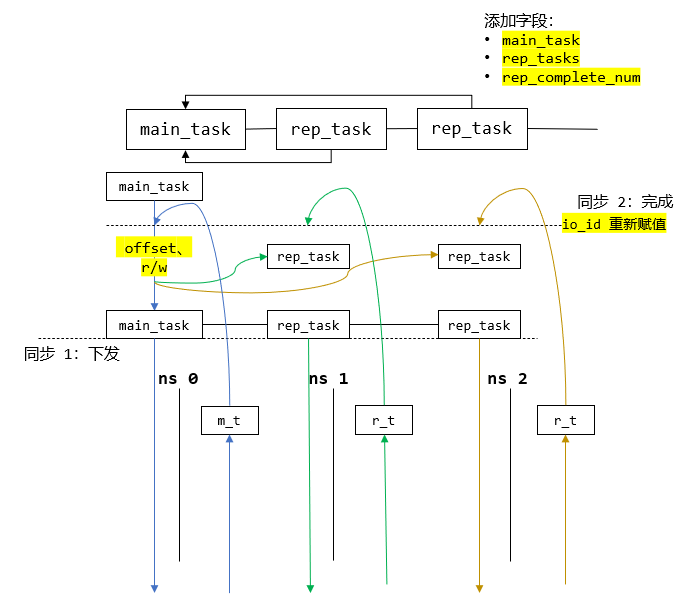 添加字段：
• main_task
• rep_tasks
• rep_complete_num
main_task
rep_task
rep_task
main_task
同步 2：完成
io_id 重新赋值
offset、
r/w
rep_task
rep_task
main_task
rep_task
rep_task
同步 1：下发
ns 0
ns 1
ns 2
m_t
r_t
r_t